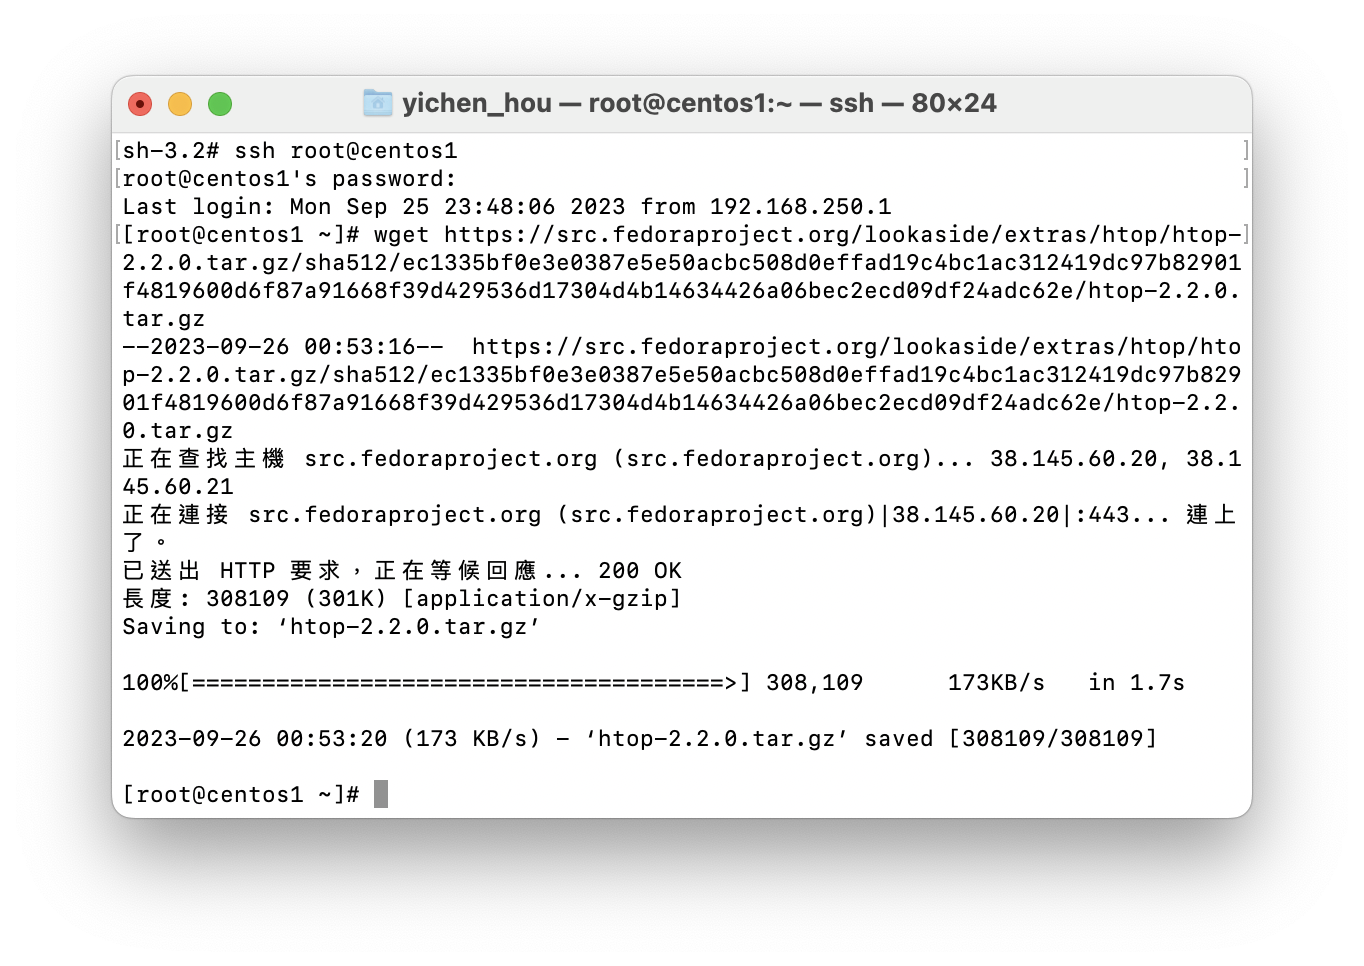 yichen_hou — root@centos1:~ — ssh — 80×24
[sh-3.2# ssh root@centos1 ]
[root@centos1's password: ]
Last login: Mon Sep 25 23:48:06 2023 from 192.168.250.1
[[root@centos1 ~]# wget https://src.fedoraproject.org/lookaside/extras/htop/htop-]
2.2.0.tar.gz/sha512/ec1335bf0e3e0387e5e50acbc508d0effad19c4bc1ac312419dc97b82901
f4819600d6f87a91668f39d429536d17304d4b14634426a06bec2ecd09df24adc62e/htop-2.2.0.
tar.gz
--2023-09-26 00:53:16--  https://src.fedoraproject.org/lookaside/extras/htop/hto
p-2.2.0.tar.gz/sha512/ec1335bf0e3e0387e5e50acbc508d0effad19c4bc1ac312419dc97b829
01f4819600d6f87a91668f39d429536d17304d4b14634426a06bec2ecd09df24adc62e/htop-2.2.
0.tar.gz
正在查找主機 src.fedoraproject.org (src.fedoraproject.org)... 38.145.60.20, 38.1
45.60.21
正在連接 src.fedoraproject.org (src.fedoraproject.org)|38.145.60.20|:443... 連上
了。
已送出 HTTP 要求，正在等候回應... 200 OK
長度: 308109 (301K) [application/x-gzip]
Saving to: ‘htop-2.2.0.tar.gz’
100%[======================================>] 308,109      173KB/s   in 1.7s
2023-09-26 00:53:20 (173 KB/s) - ‘htop-2.2.0.tar.gz’ saved [308109/308109]
[root@centos1 ~]#